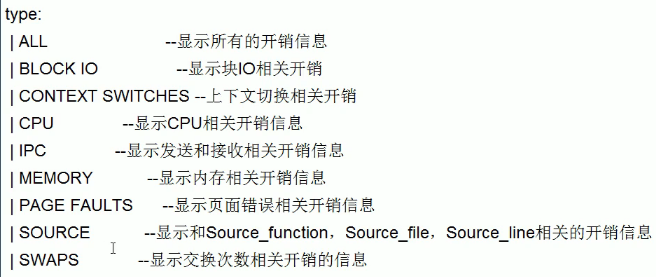 type:
| ALL --显示所有的开销信息
| BLOCK IO --显示块IO相关开销
| CONTEXT SWITCHES --上下文切换相关开销
| CPU --显示CPU相关开销信息
| IPC --显示发送和接收相关开销信息
| MEMORY --显示内存相关开销信息
| PAGE FAULTS --显示页面错误相关开销信息
| SOURCE --显示和Source_function，Source_file，Source_line相关的开销信息
| SWAPS --显示交换次数相关开销的信息